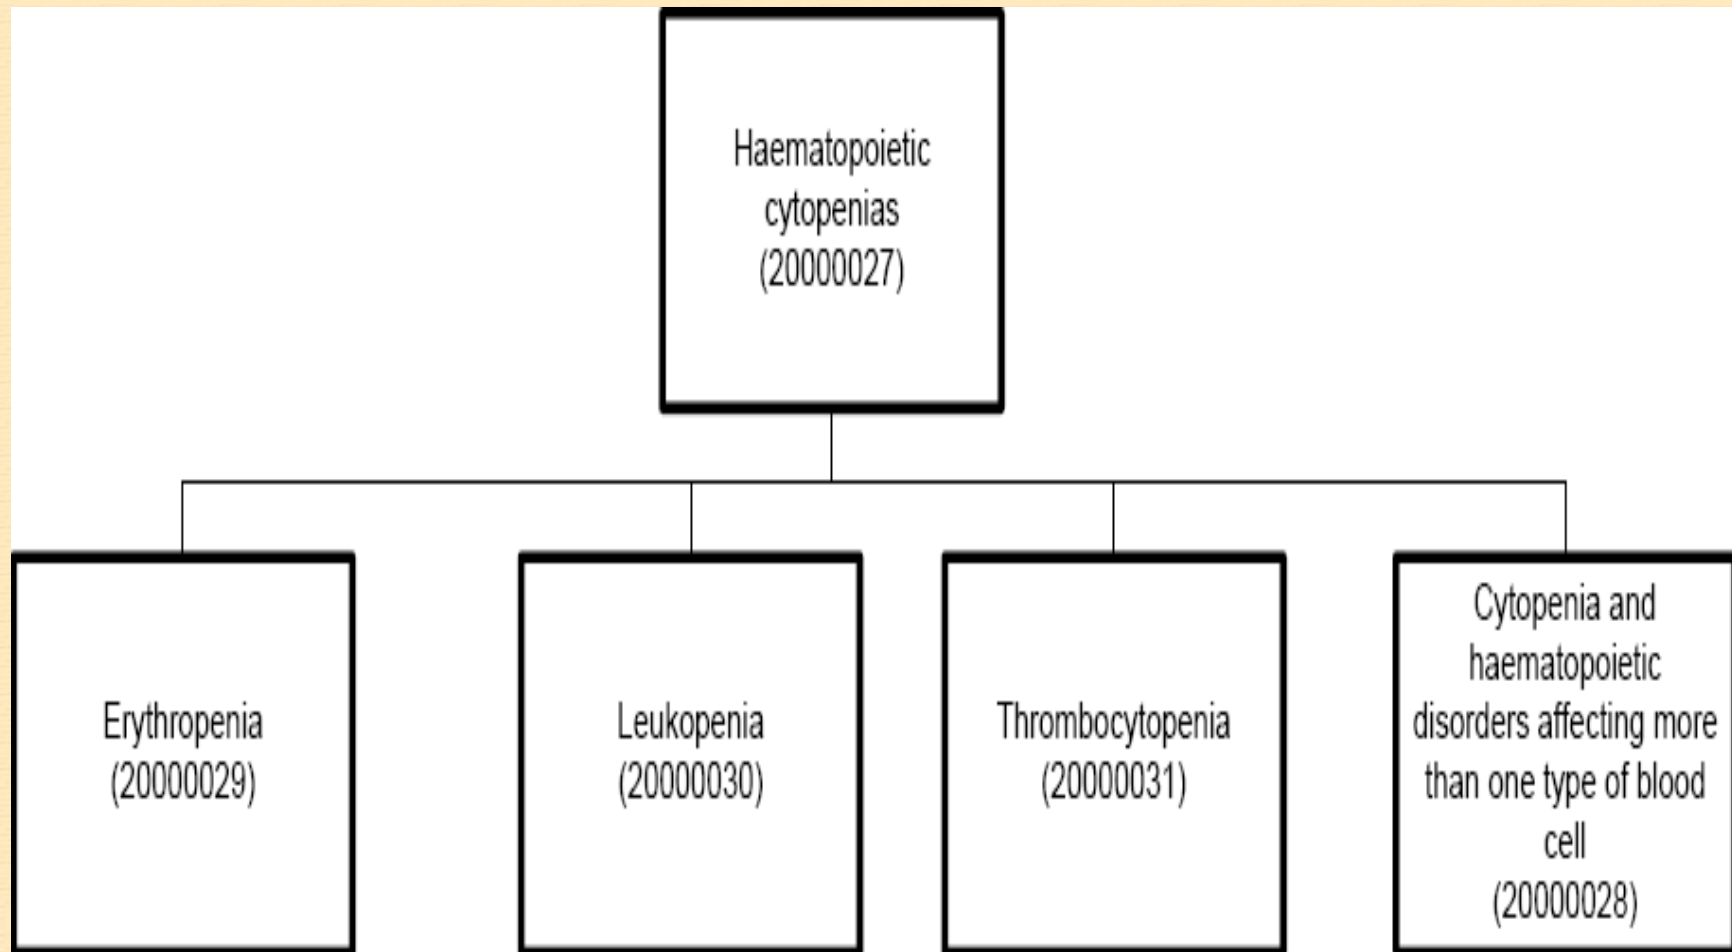 Haematopoietic
cytopenias
(20000027)
Erythropenia
(20000029)
Leukopenia
(20000030)
Thrombocytopenia
(20000031)
Cytopenia and
haematopoietic
disorders affecting more
than one type of blood
cell
(20000028)